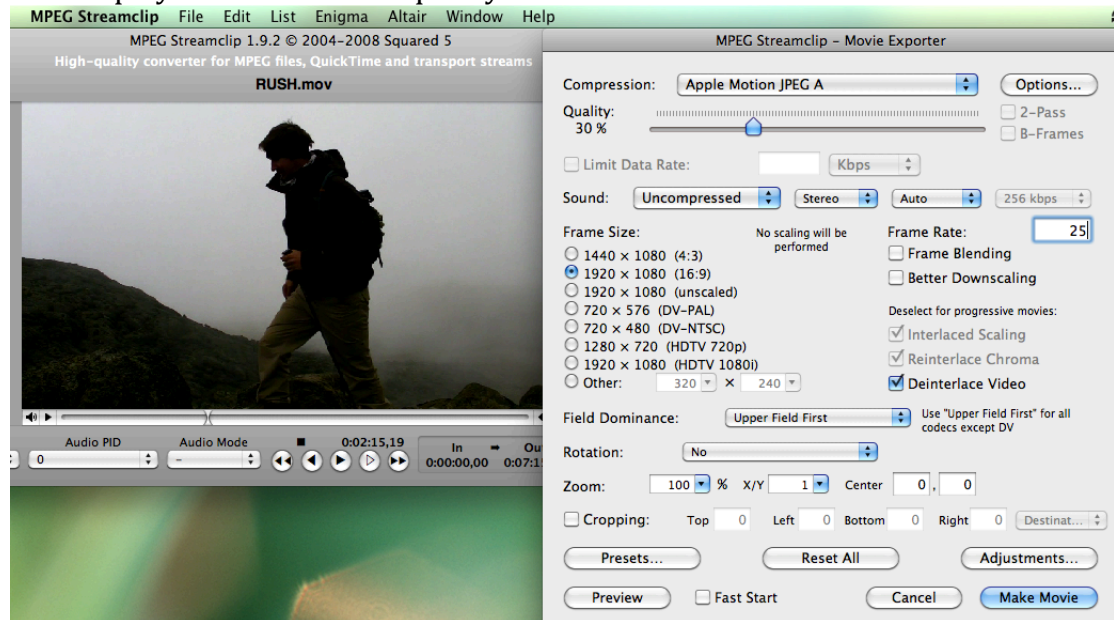 MPEG Streamclip File Edit List Enigma Altair Window Help
MPEG Streamclip 1.9.2 © 2004–2008 Squared 5
High-quality converter for MPEG files, QuickTime and transport streams
RUSH.mov
Audio PID Audio Mode 0:02:15,19 In
0 – 0:00:00,00
MPEG Streamclip – Movie Exporter
Compression: Apple Motion JPEG A Options...
Quality: 2-Pass
30 % B-Frames
Limit Data Rate: Kbps
Sound: Uncompressed Stereo Auto 256 kbps
Frame Size: No scaling will be performed Frame Rate: 25
1440 × 1080 (4:3) Frame Blending
1920 × 1080 (16:9) Better Downscaling
1920 × 1080 (unscaled)
720 × 576 (DV-PAL) Deselect for progressive movies:
720 × 480 (DV-NTSC) Interlaced Scaling
1280 × 720 (HDTV 720p) Reinterlace Chroma
1920 × 1080 (HDTV 1080i)
Other: 320 × 240 Deinterlace Video
Field Dominance: Upper Field First Use "Upper Field First" for all
codecs except DV
Rotation: No
Zoom: 100 % X/Y 1 Center 0 , 0
Cropping: Top 0 Left 0 Bottom 0 Right 0 Destinat...
Presets... Reset All Adjustments...
Preview Fast Start Cancel Make Movie